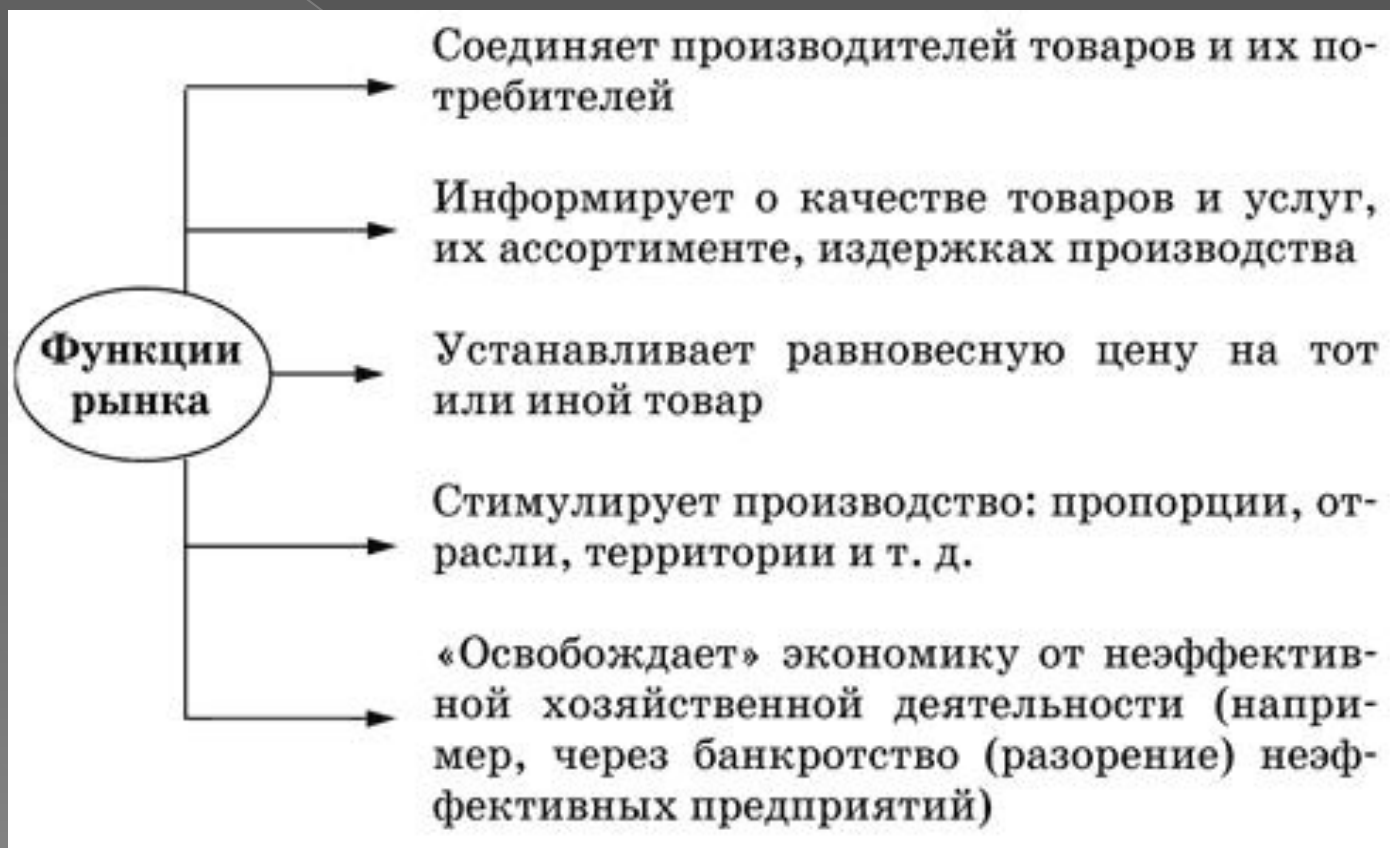 Соединяет производителей товаров и их по-
требителей
Информирует о качестве товаров и услуг,
их ассортименте, издержках производства
Функции
рынка
Устанавливает равновесную цену на тот
или иной товар
Стимулирует производство: пропорции, от-
расли, территории и т. д.
«Освобождает» экономику от неэффектив-
ной хозяйственной деятельности (напри-
мер, через банкротство (разорение) неэф-
фективных предприятий)